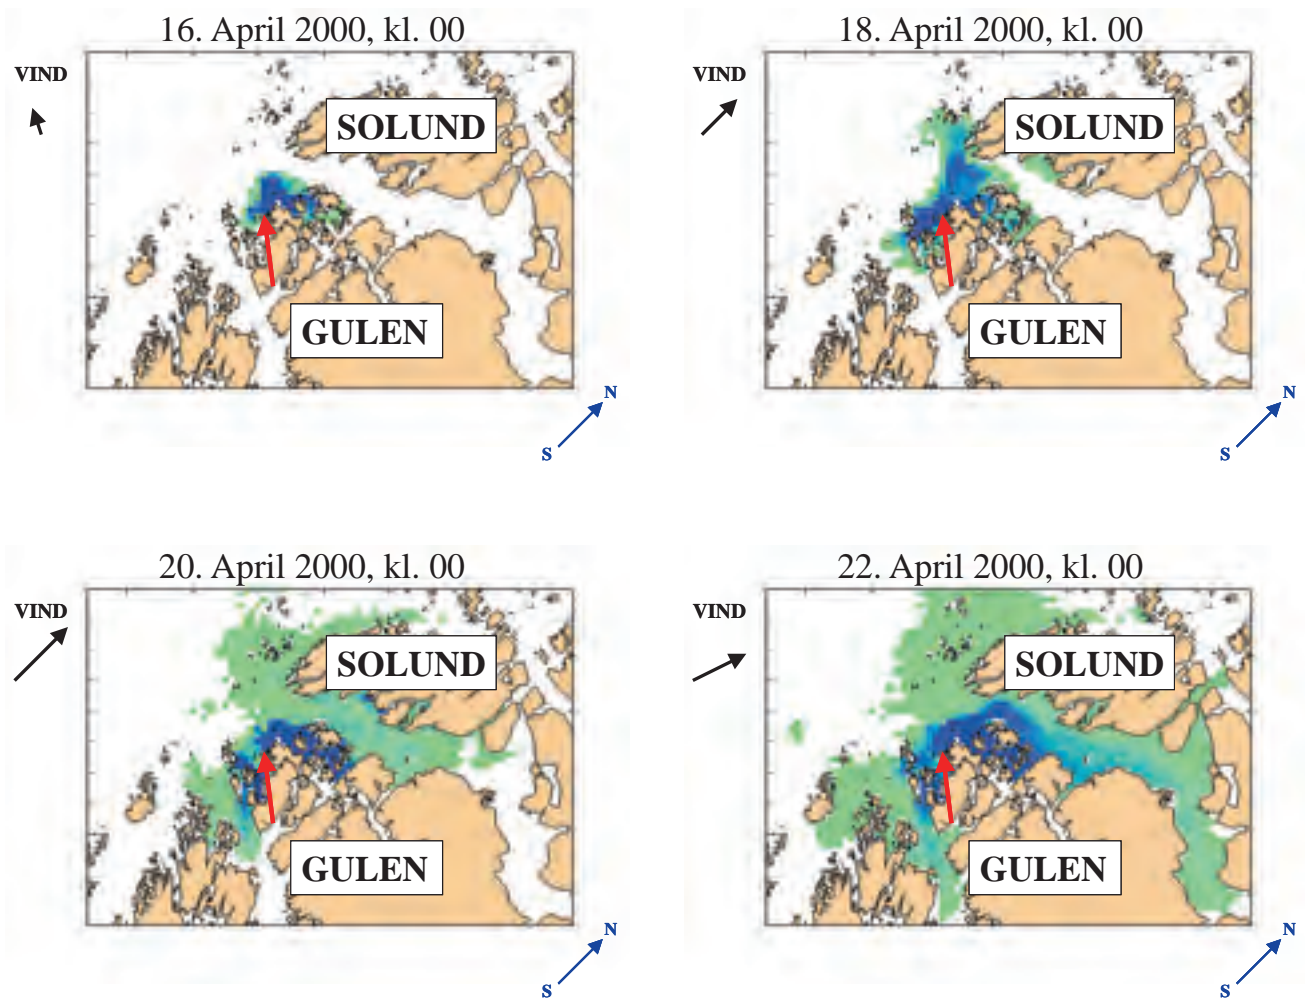 16. April 2000, kl. 00
VIND
SOLUND
GULEN
N
S
18. April 2000, kl. 00
VIND
SOLUND
GULEN
N
S
20. April 2000, kl. 00
VIND
SOLUND
GULEN
N
S
22. April 2000, kl. 00
VIND
SOLUND
GULEN
N
S